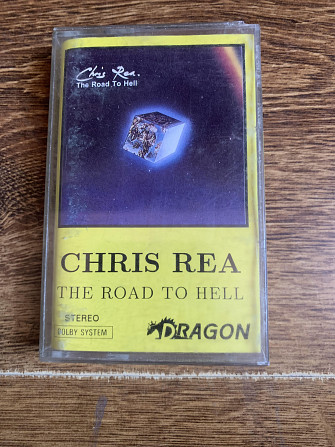 Chris Rea.
The Road To Hell
CHRIS REA
THE ROAD TO HELL
STEREO
DOLBY SYSTEM
DRAGON